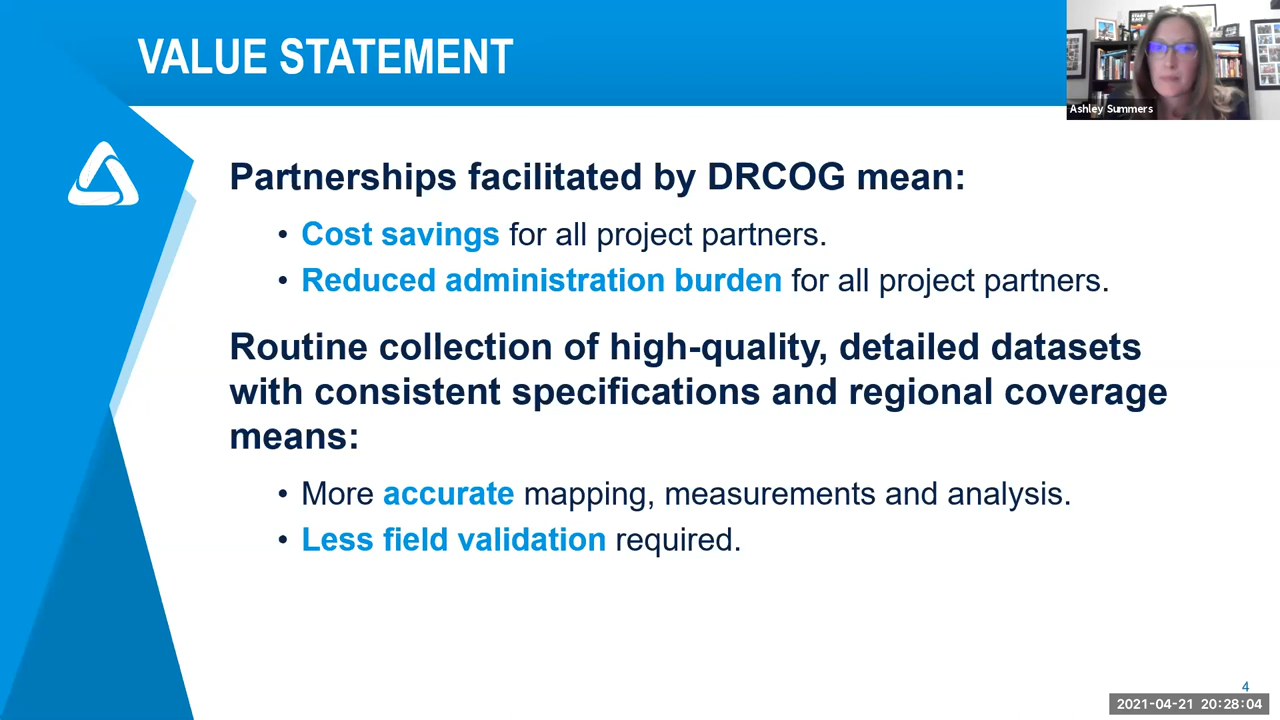 VALUE STATEMENT
Ashley Summers
Partnerships facilitated by DRCOG mean:
• Cost savings for all project partners.
• Reduced administration burden for all project partners.
Routine collection of high-quality, detailed datasets
with consistent specifications and regional coverage
means:
• More accurate mapping, measurements and analysis.
• Less field validation required.
4
2021-04-21 20:28:04